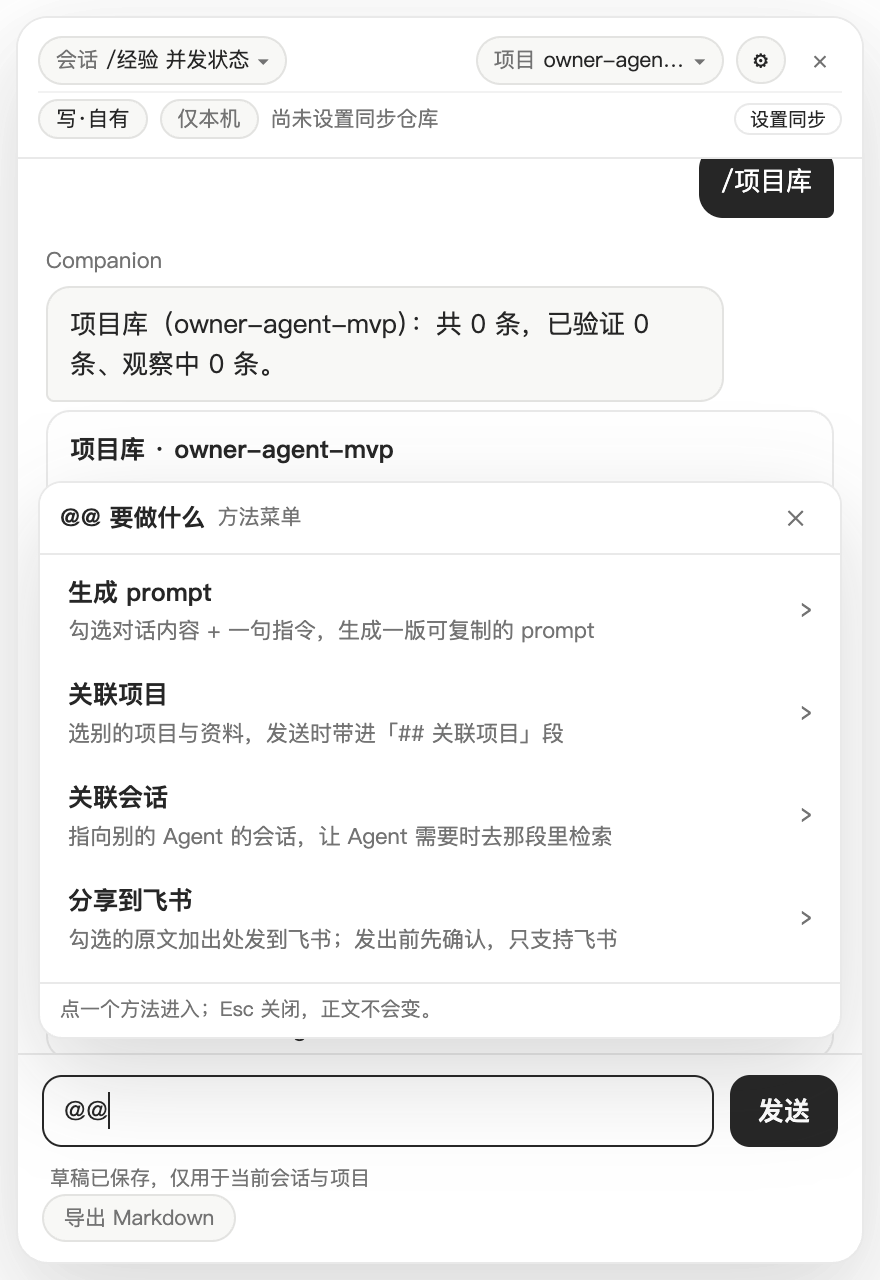 会话 /经验 并发状态
项目 owner-agen...
写·自有
仅本机
尚未设置同步仓库
设置同步
/项目库
Companion
项目库（owner-agent-mvp）：共 0 条，已验证 0
条、观察中 0 条。
项目库 · owner-agent-mvp
@@ 要做什么 方法菜单
生成 prompt
勾选对话内容 + 一句指令，生成一版可复制的 prompt
关联项目
选别的项目与资料，发送时带进「## 关联项目」段
关联会话
指向别的 Agent 的会话，让 Agent 需要时去那段里检索
分享到飞书
勾选的原文加出处发到飞书；发出前先确认，只支持飞书
点一个方法进入；Esc 关闭，正文不会变。
@@
发送
草稿已保存，仅用于当前会话与项目
导出 Markdown